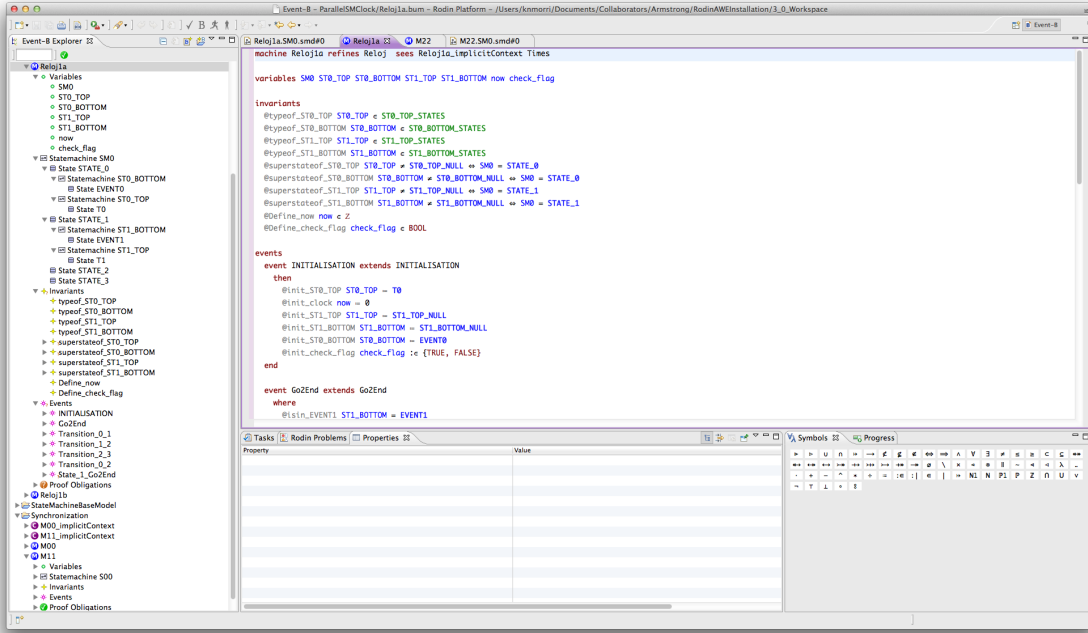 Event-B - ParallelSMClock/Reloj1a.bum - Rodin Platform - /Users/knmorri/Documents/Collaborators/Armstrong/RodinAWEInstallation/3_0_Workspace
Event-B
Event-B Explorer
Reloj1a
Variables
SM0
ST0_TOP
ST0_BOTTOM
ST1_TOP
ST1_BOTTOM
now
check_flag
Statemachine SM0
State STATE_0
Statemachine ST0_BOTTOM
State EVENT0
Statemachine ST0_TOP
State T0
State STATE_1
Statemachine ST1_BOTTOM
State EVENT1
Statemachine ST1_TOP
State T1
State STATE_2
State STATE_3
Invariants
typeof_ST0_TOP
typeof_ST0_BOTTOM
typeof_ST1_TOP
typeof_ST1_BOTTOM
superstateof_ST0_TOP
superstateof_ST0_BOTTOM
superstateof_ST1_TOP
superstateof_ST1_BOTTOM
Define_now
Define_check_flag
Events
INITIALISATION
Go2End
Transition_0_1
Transition_1_2
Transition_2_3
Transition_0_2
State_1_Go2End
Proof Obligations
Reloj1b
StateMachineBaseModel
Synchronization
M00_implicitContext
M11_implicitContext
M00
M11
Variables
Statemachine S00
Invariants
Events
Proof Obligations
Reloj1a.SM0.smd#0 Reloj1a M22 M22.SM0.smd#0
machine Reloj1a refines Reloj sees Reloj1a_implicitContext Times
variables SM0 ST0_TOP ST0_BOTTOM ST1_TOP ST1_BOTTOM now check_flag
invariants
@typeof_ST0_TOP ST0_TOP ∈ ST0_TOP_STATES
@typeof_ST0_BOTTOM ST0_BOTTOM ∈ ST0_BOTTOM_STATES
@typeof_ST1_TOP ST1_TOP ∈ ST1_TOP_STATES
@typeof_ST1_BOTTOM ST1_BOTTOM ∈ ST1_BOTTOM_STATES
@superstateof_ST0_TOP ST0_TOP ≠ ST0_TOP_NULL ⇔ SM0 = STATE_0
@superstateof_ST0_BOTTOM ST0_BOTTOM ≠ ST0_BOTTOM_NULL ⇔ SM0 = STATE_0
@superstateof_ST1_TOP ST1_TOP ≠ ST1_TOP_NULL ⇔ SM0 = STATE_1
@superstateof_ST1_BOTTOM ST1_BOTTOM ≠ ST1_BOTTOM_NULL ⇔ SM0 = STATE_1
@Define_now now ∈ ℤ
@Define_check_flag check_flag ∈ BOOL
events
event INITIALISATION extends INITIALISATION
then
@init_ST0_TOP ST0_TOP ≔ T0
@init_clock now ≔ 0
@init_ST1_TOP ST1_TOP ≔ ST1_TOP_NULL
@init_ST1_BOTTOM ST1_BOTTOM ≔ ST1_BOTTOM_NULL
@init_ST0_BOTTOM ST0_BOTTOM ≔ EVENT0
@init_check_flag check_flag :∈ {TRUE, FALSE}
end
event Go2End extends Go2End
where
@isin_EVENT1 ST1_BOTTOM = EVENT1
Tasks Rodin Problems Properties
Property Value
Symbols Progress